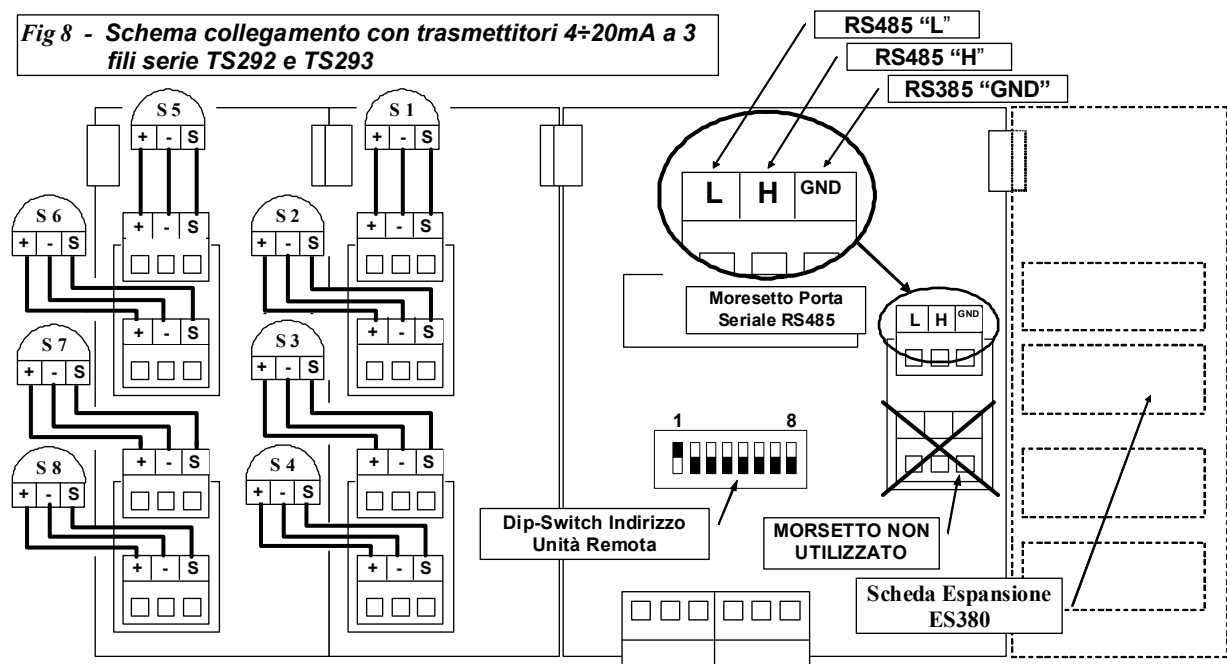 Fig 8 - Schema collegamento con trasmettitori 4÷20mA a 3
fili serie TS292 e TS293
RS485 “L”
RS485 “H”
RS385 “GND”
S 5
+ - S
+ - S
S 1
+ - S
+ - S
S 6
+ - S
+ - S
S 2
+ - S
+ - S
S 7
+ - S
+ - S
S 3
+ - S
+ - S
S 8
+ - S
+ - S
S 4
+ - S
+ - S
L H GND
Moresetto Porta
Seriale RS485
L H GND
1 8
Dip-Switch Indirizzo
Unità Remota
MORSETTO NON
UTILIZZATO
Scheda Espansione
ES380